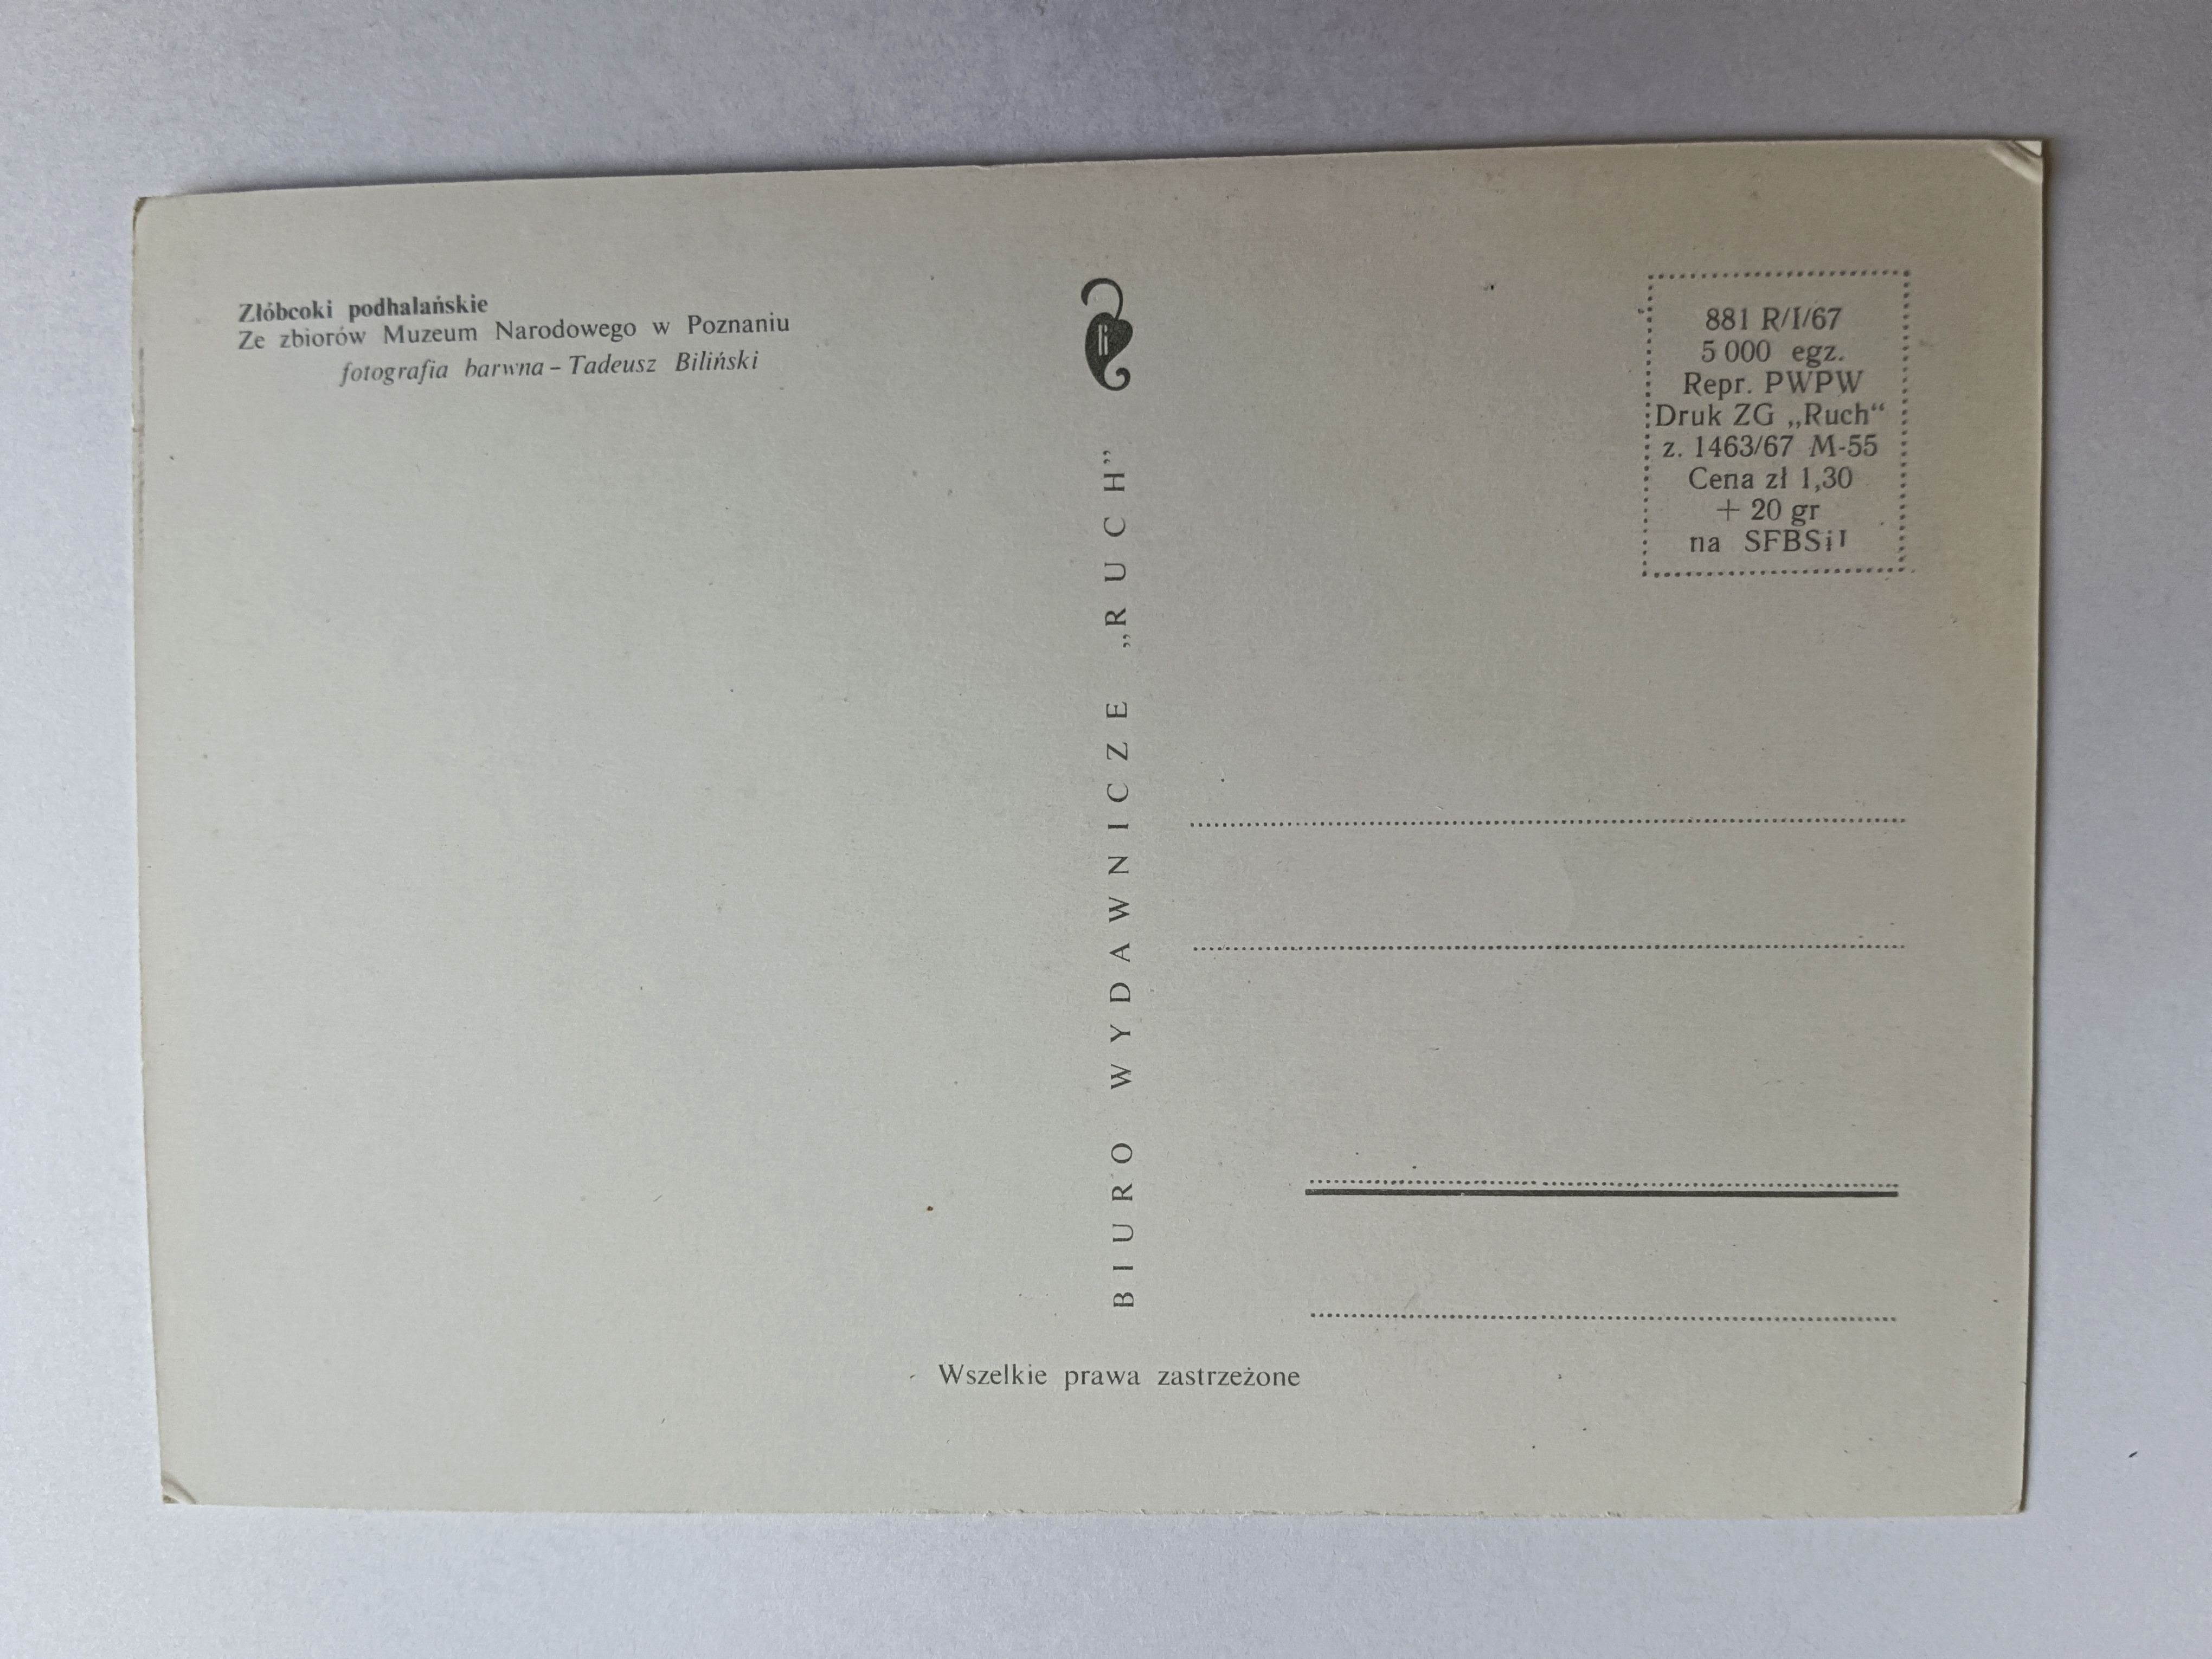 Złóbcoki podhalańskie
Ze zbiorów Muzeum Narodowego w Poznaniu
fotografia barwna – Tadeusz Biliński
BIURO WYDAWNICZE „RUCH”
881 R/I/67
5 000 egz.
Repr. PWPW
Druk ZG „Ruch“
z. 1463/67 M-55
Cena zł 1,30
+ 20 gr
na SFBSiI
Wszelkie prawa zastrzeżone